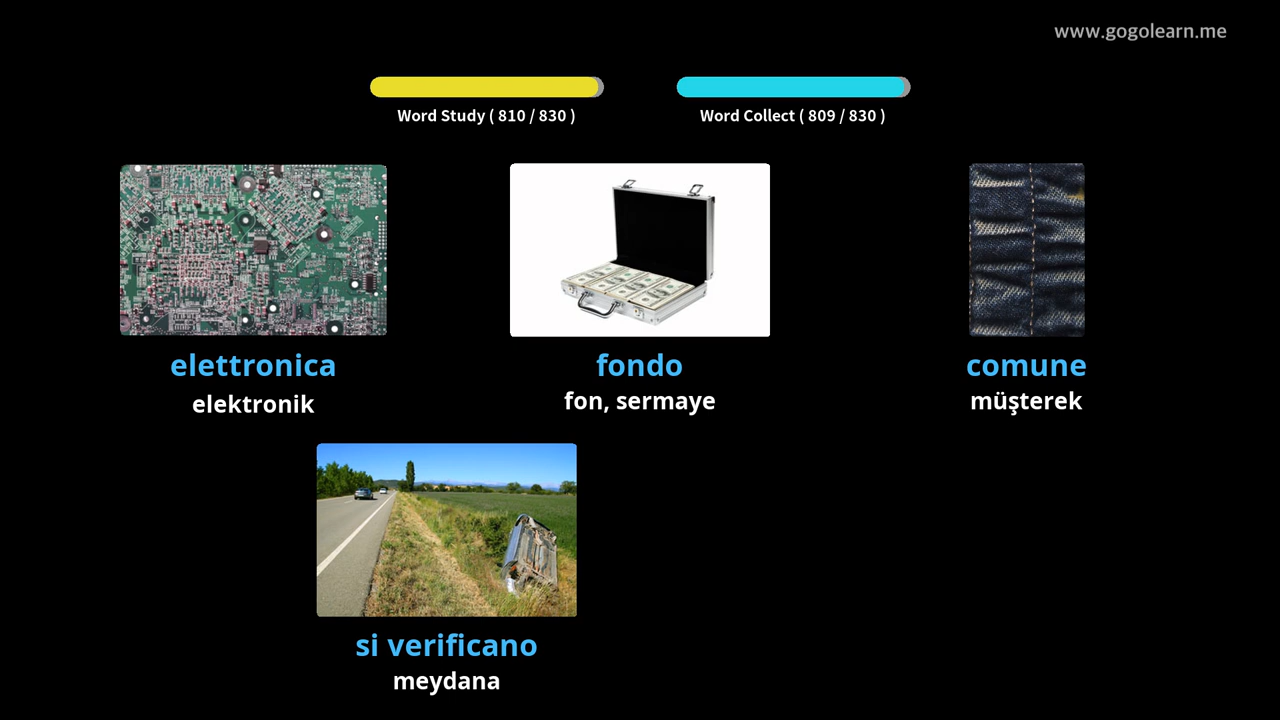 www.gogolearn.me
Word Study ( 810 / 830 )
Word Collect ( 809 / 830 )
elettronica
elektronik
fondo
fon, sermaye
comune
müşterek
si verificano
meydana